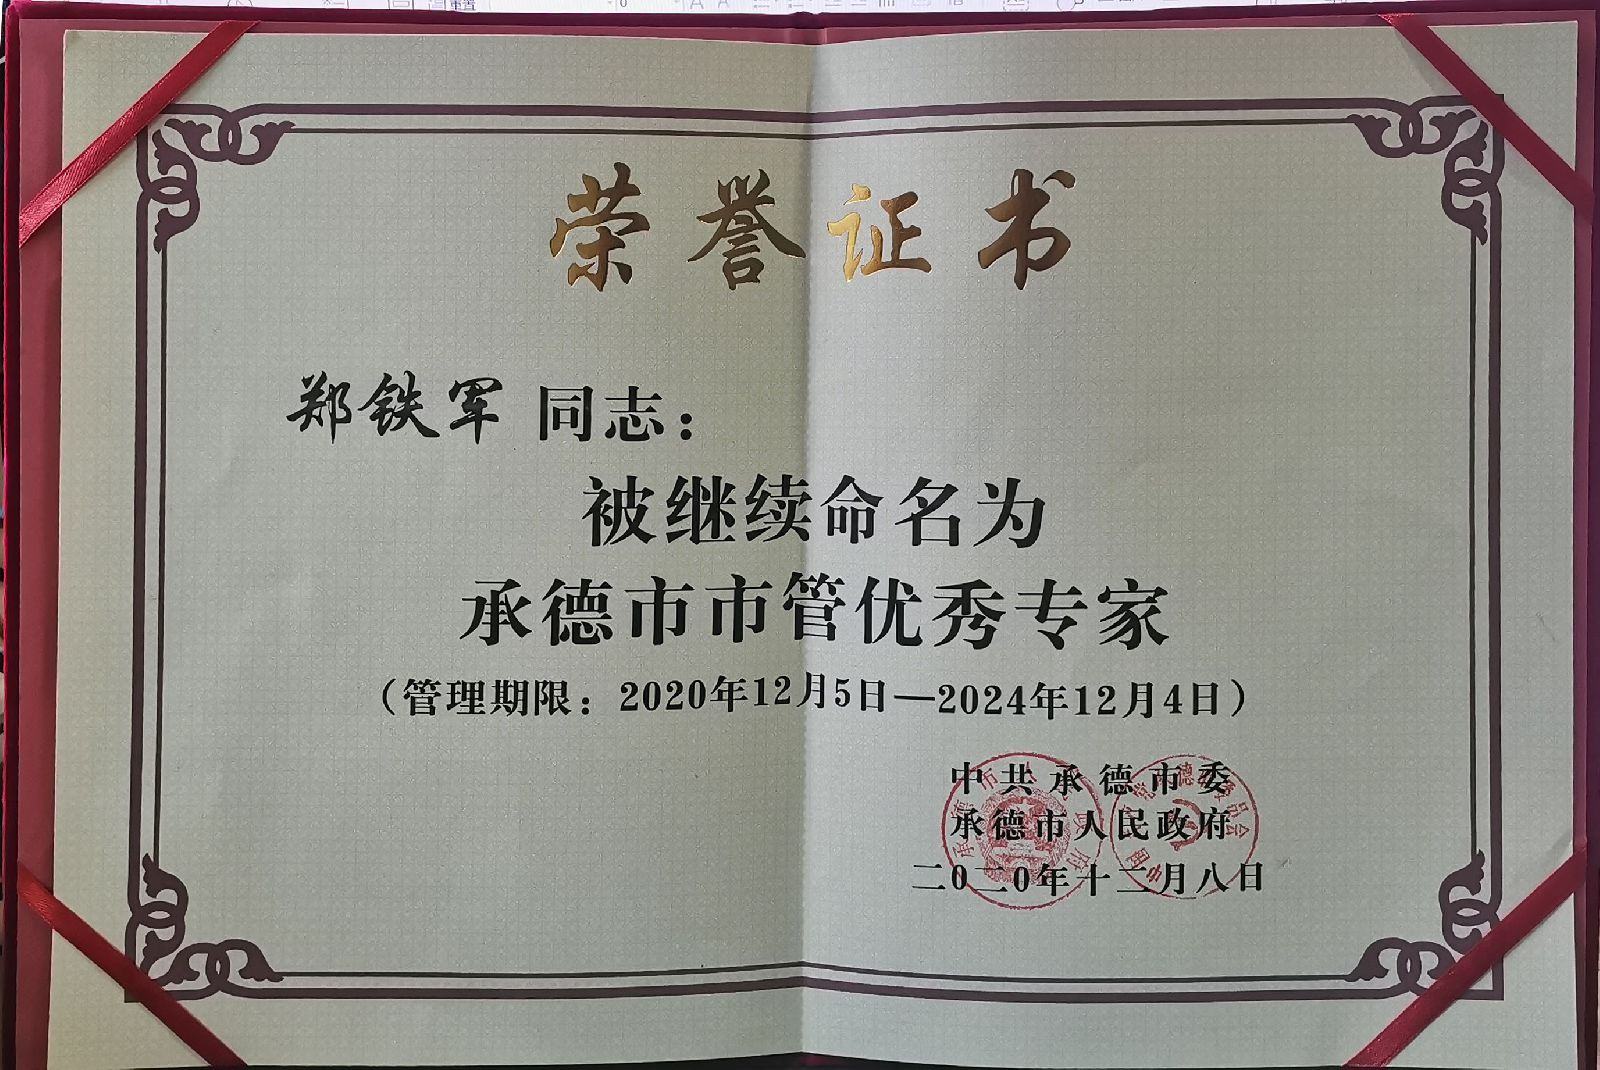 荣誉证书
郑铁军 同志：
被继续命名为
承德市市管优秀专家
（管理期限：2020年12月5日—2024年12月4日）
中共承德市委
承德市人民政府
二〇二〇年十二月八日